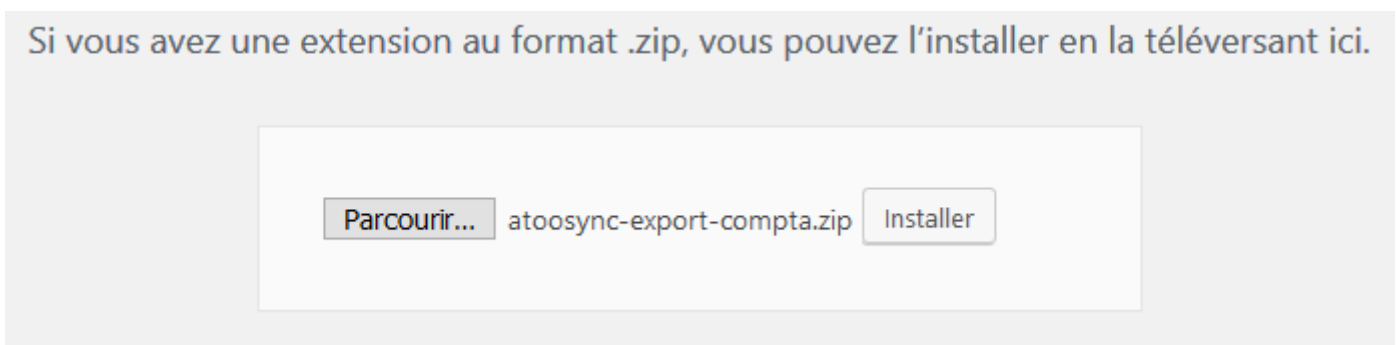 Si vous avez une extension au format .zip, vous pouvez l’installer en la téléversant ici.
Parcourir... atoosync-export-compta.zip Installer